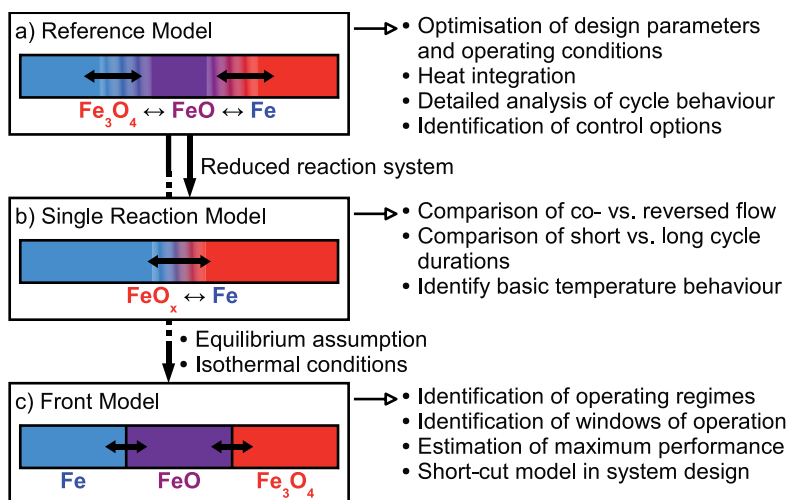 a) Reference Model
Fe₃O₄ ↔ FeO ↔ Fe
• Optimisation of design parameters
and operating conditions
• Heat integration
• Detailed analysis of cycle behaviour
• Identification of control options
Reduced reaction system
b) Single Reaction Model
FeOₓ ↔ Fe
• Comparison of co- vs. reversed flow
• Comparison of short vs. long cycle
durations
• Identify basic temperature behaviour
• Equilibrium assumption
• Isothermal conditions
c) Front Model
Fe FeO Fe₃O₄
• Identification of operating regimes
• Identification of windows of operation
• Estimation of maximum performance
• Short-cut model in system design